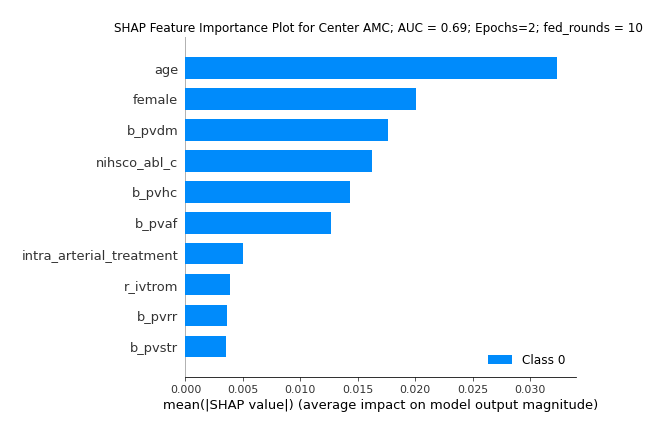 SHAP Feature Importance Plot for Center AMC; AUC = 0.69; Epochs=2; fed_rounds = 10
age
female
b_pvdm
nihsco_abl_c
b_pvhc
b_pvaf
intra_arterial_treatment
r_ivtrom
b_pvrr
b_pvstr
Class 0
0.000 0.005 0.010 0.015 0.020 0.025 0.030
mean(|SHAP value|) (average impact on model output magnitude)